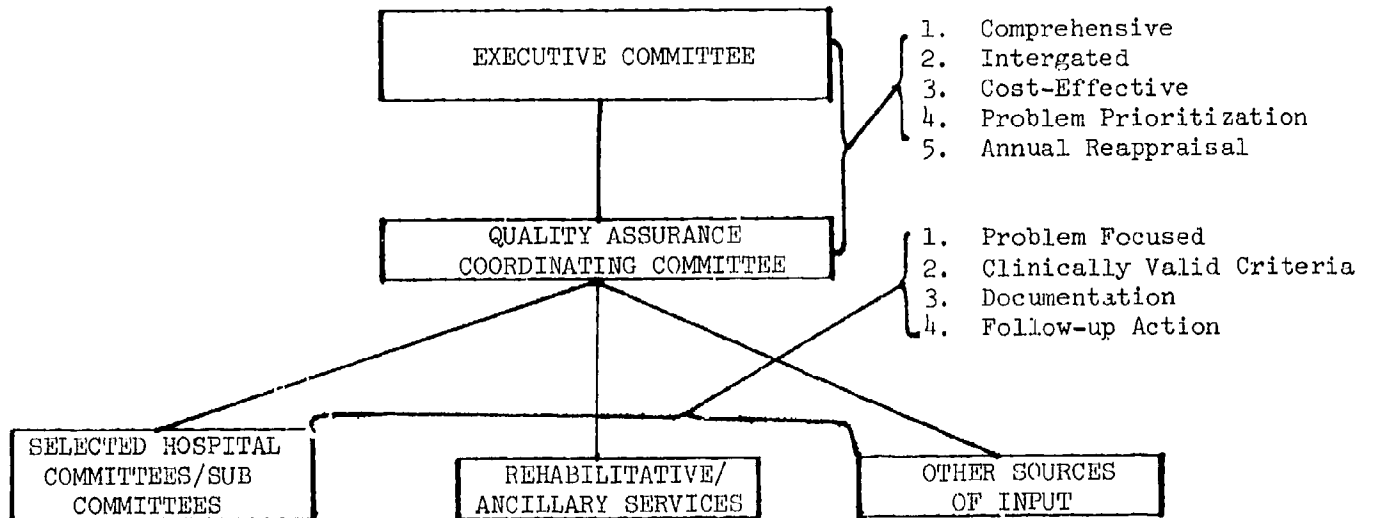 EXECUTIVE COMMITTEE
1. Comprehensive
2. Intergated
3. Cost-Effective
4. Problem Prioritization
5. Annual Reappraisal
QUALITY ASSURANCE
COORDINATING COMMITTEE
1. Problem Focused
2. Clinically Valid Criteria
3. Documentation
4. Follow-up Action
SELECTED HOSPITAL
COMMITTEES/SUB
COMMITTEES
REHABILITATIVE/
ANCILLARY SERVICES
OTHER SOURCES
OF INPUT